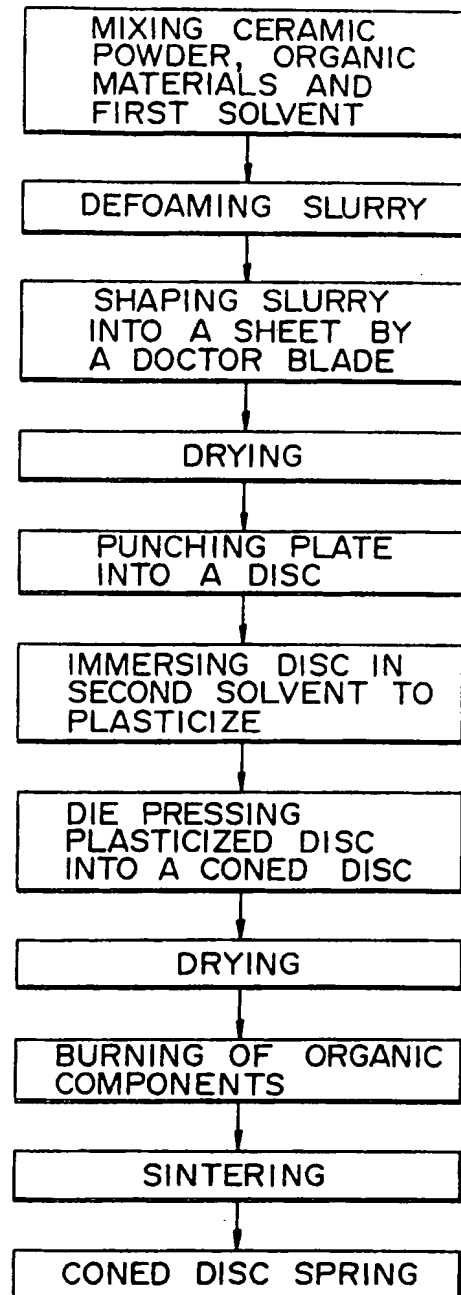 MIXING CERAMIC
POWDER, ORGANIC
MATERIALS AND
FIRST SOLVENT
DEFOAMING SLURRY
SHAPING SLURRY
INTO A SHEET BY
A DOCTOR BLADE
DRYING
PUNCHING PLATE
INTO A DISC
IMMERSING DISC IN
SECOND SOLVENT TO
PLASTICIZE
DIE PRESSING
PLASTICIZED DISC
INTO A CONED DISC
DRYING
BURNING OF ORGANIC
COMPONENTS
SINTERING
CONED DISC SPRING